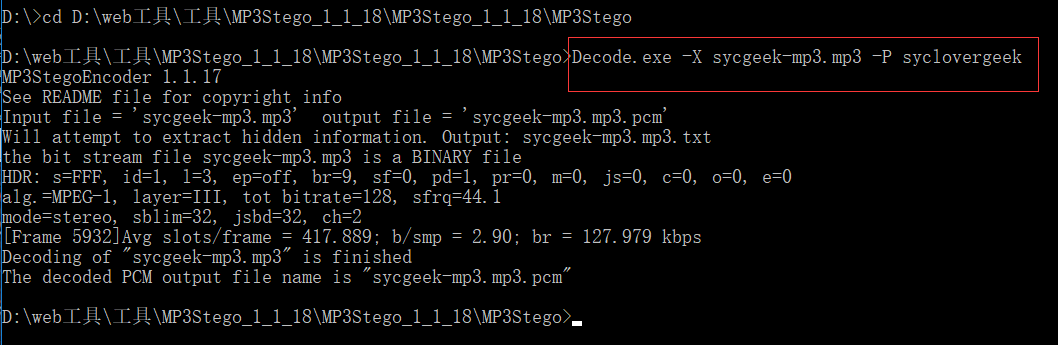 D:\>cd D:\web工具\工具\MP3Stego_1_1_18\MP3Stego_1_1_18\MP3Stego
D:\web工具\工具\MP3Stego_1_1_18\MP3Stego_1_1_18\MP3Stego>Decode.exe -X sycgeek-mp3.mp3 -P syclovergeek
MP3StegoEncoder 1.1.17
See README file for copyright info
Input file = 'sycgeek-mp3.mp3'  output file = 'sycgeek-mp3.mp3.pcm'
Will attempt to extract hidden information. Output: sycgeek-mp3.mp3.txt
the bit stream file sycgeek-mp3.mp3 is a BINARY file
HDR: s=FFF, id=1, l=3, ep=off, br=9, sf=0, pd=1, pr=0, m=0, js=0, c=0, o=0, e=0
alg.=MPEG-1, layer=III, tot bitrate=128, sfrq=44.1
mode=stereo, sblim=32, jsbd=32, ch=2
[Frame 5932]Avg slots/frame = 417.889; b/smp = 2.90; br = 127.979 kbps
Decoding of "sycgeek-mp3.mp3" is finished
The decoded PCM output file name is "sycgeek-mp3.mp3.pcm"
D:\web工具\工具\MP3Stego_1_1_18\MP3Stego_1_1_18\MP3Stego>